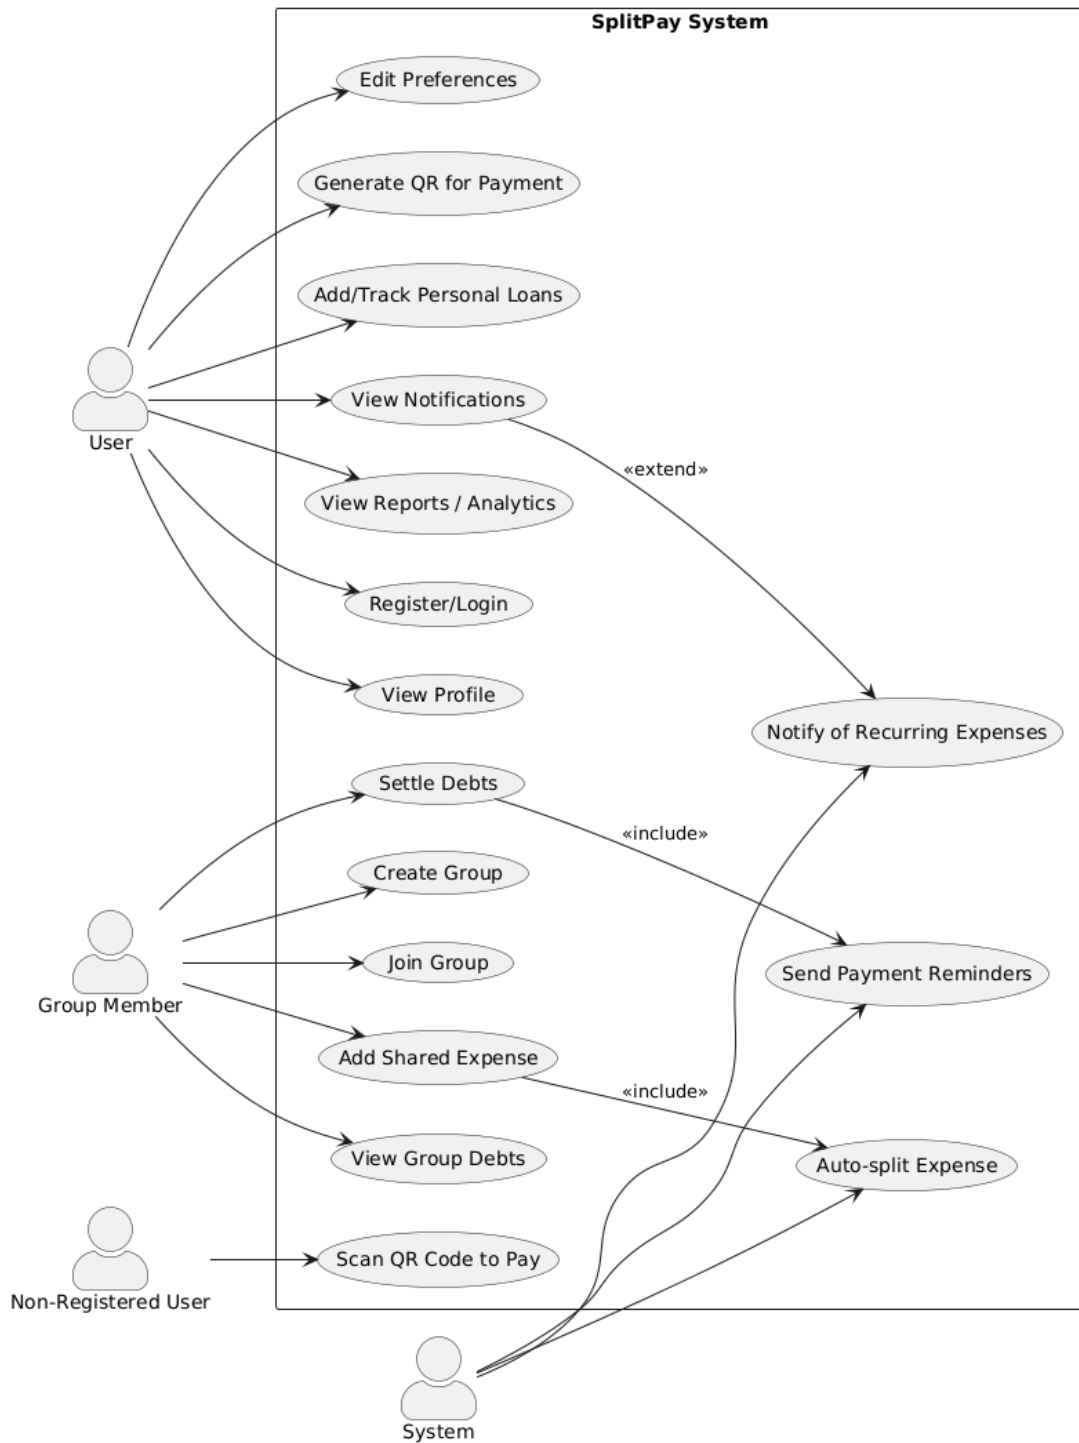 SplitPay System
Edit Preferences
Generate QR for Payment
Add/Track Personal Loans
User
View Notifications
«extend»
View Reports / Analytics
Register/Login
View Profile
Notify of Recurring Expenses
Settle Debts
«include»
Create Group
Group Member
Join Group
Send Payment Reminders
Add Shared Expense
«include»
View Group Debts
Auto-split Expense
Non-Registered User
Scan QR Code to Pay
System